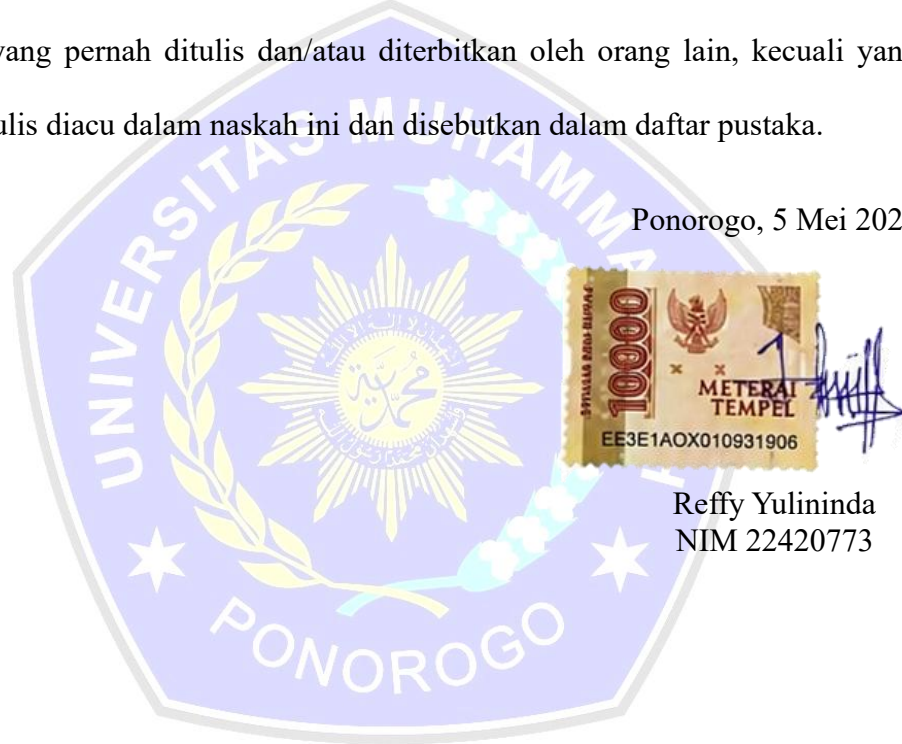 yang pernah ditulis dan/atau diterbitkan oleh orang lain, kecuali yan
ulis diacu dalam naskah ini dan disebutkan dalam daftar pustaka.
UNIVERSITAS MUHAMMA
H
PONOROGO
Ponorogo, 5 Mei 202
10000
METERAI
TEMPEL
EE3E1AOX010931906
Reffy Yulininda
NIM 22420773